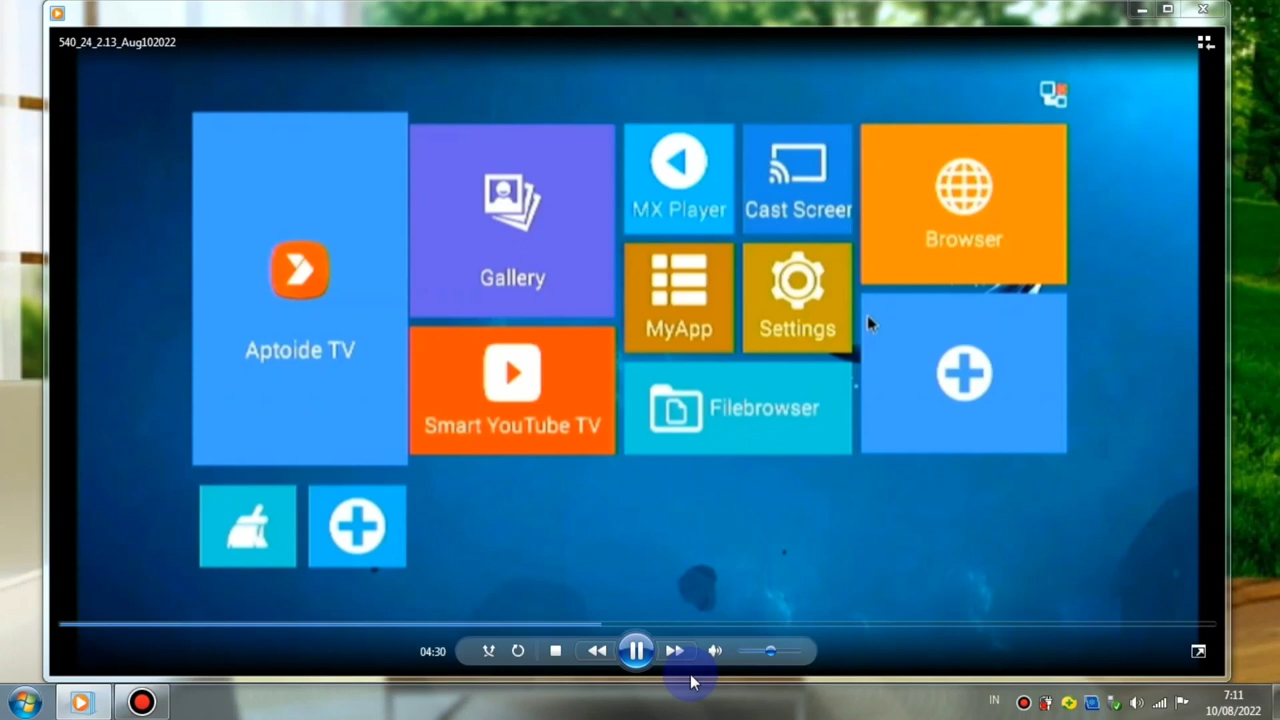 540_24_2.13_Aug102022
Aptoide TV
Gallery
Smart YouTube TV
MX Player
Cast Screer
MyApp
Settings
Filebrowser
Browser
04:30
IN
7:11
10/08/2022